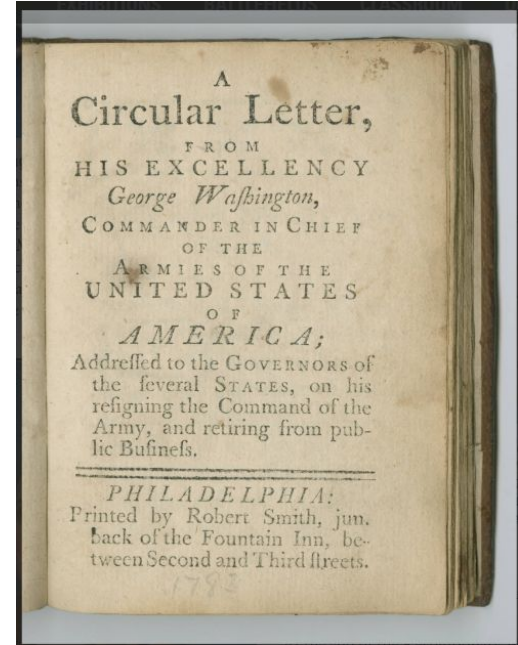 EXHIBITIONS BATTLEFIELDS CLASSROOM
A
Circular Letter,
FROM
HIS EXCELLENCY
George Waſhington,
COMMANDER IN CHIEF
OF THE
ARMIES OF THE
UNITED STATES
OF
AMERICA;
Addreſſed to the GOVERNORS of
the ſeveral STATES, on his
reſigning the Command of the
Army, and retiring from pub-
lic Buſineſs.
PHILADELPHIA:
Printed by Robert Smith, jun.
back of the Fountain Inn, be-
tween Second and Third ſtreets.
1783